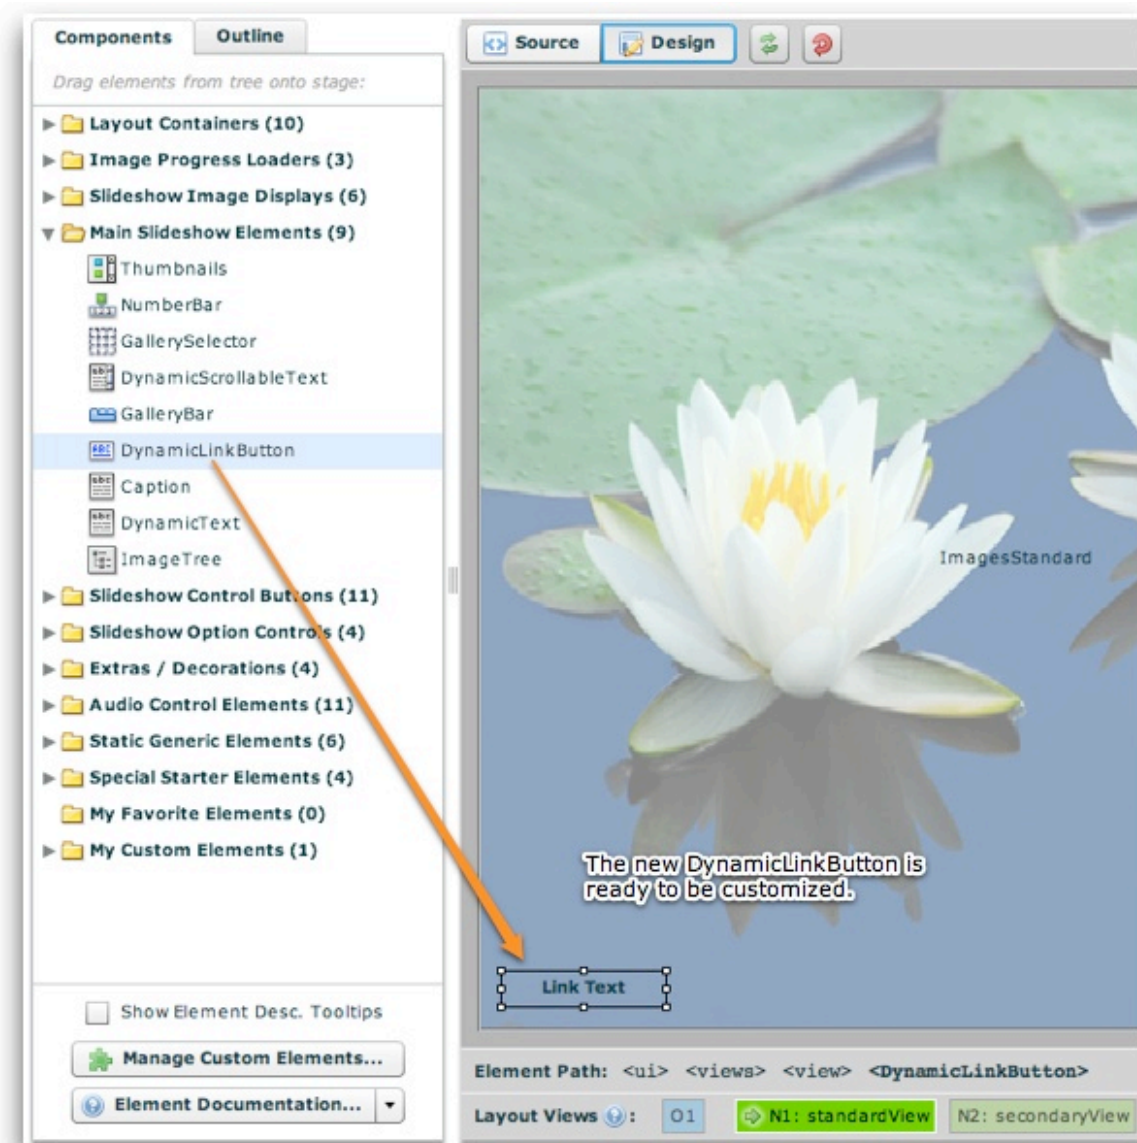 Components
Outline
Drag elements from tree onto stage:
Layout Containers (10)
Image Progress Loaders (3)
Slideshow Image Displays (6)
Main Slideshow Elements (9)
Thumbnails
NumberBar
GallerySelector
DynamicScrollableText
GalleryBar
DynamicLinkButton
Caption
DynamicText
ImageTree
Slideshow Control Buttons (11)
Slideshow Option Controls (4)
Extras / Decorations (4)
Audio Control Elements (11)
Static Generic Elements (6)
Special Starter Elements (4)
My Favorite Elements (0)
My Custom Elements (1)
Show Element Desc. Tooltips
Manage Custom Elements...
Element Documentation...
Source
Design
ImagesStandard
The new DynamicLinkButton is
ready to be customized.
Link Text
Element Path: <ui> <views> <view> <DynamicLinkButton>
Layout Views ? : O1 N1: standardView N2: secondaryView